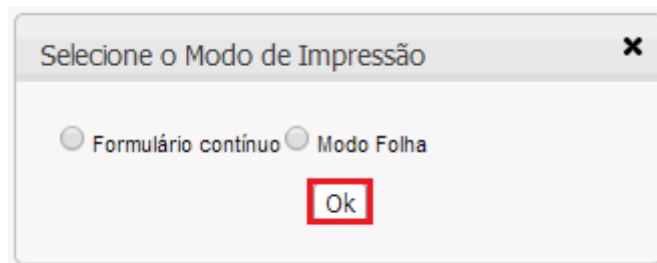 Selecione o Modo de Impressão
Formulário contínuo Modo Folha
Ok